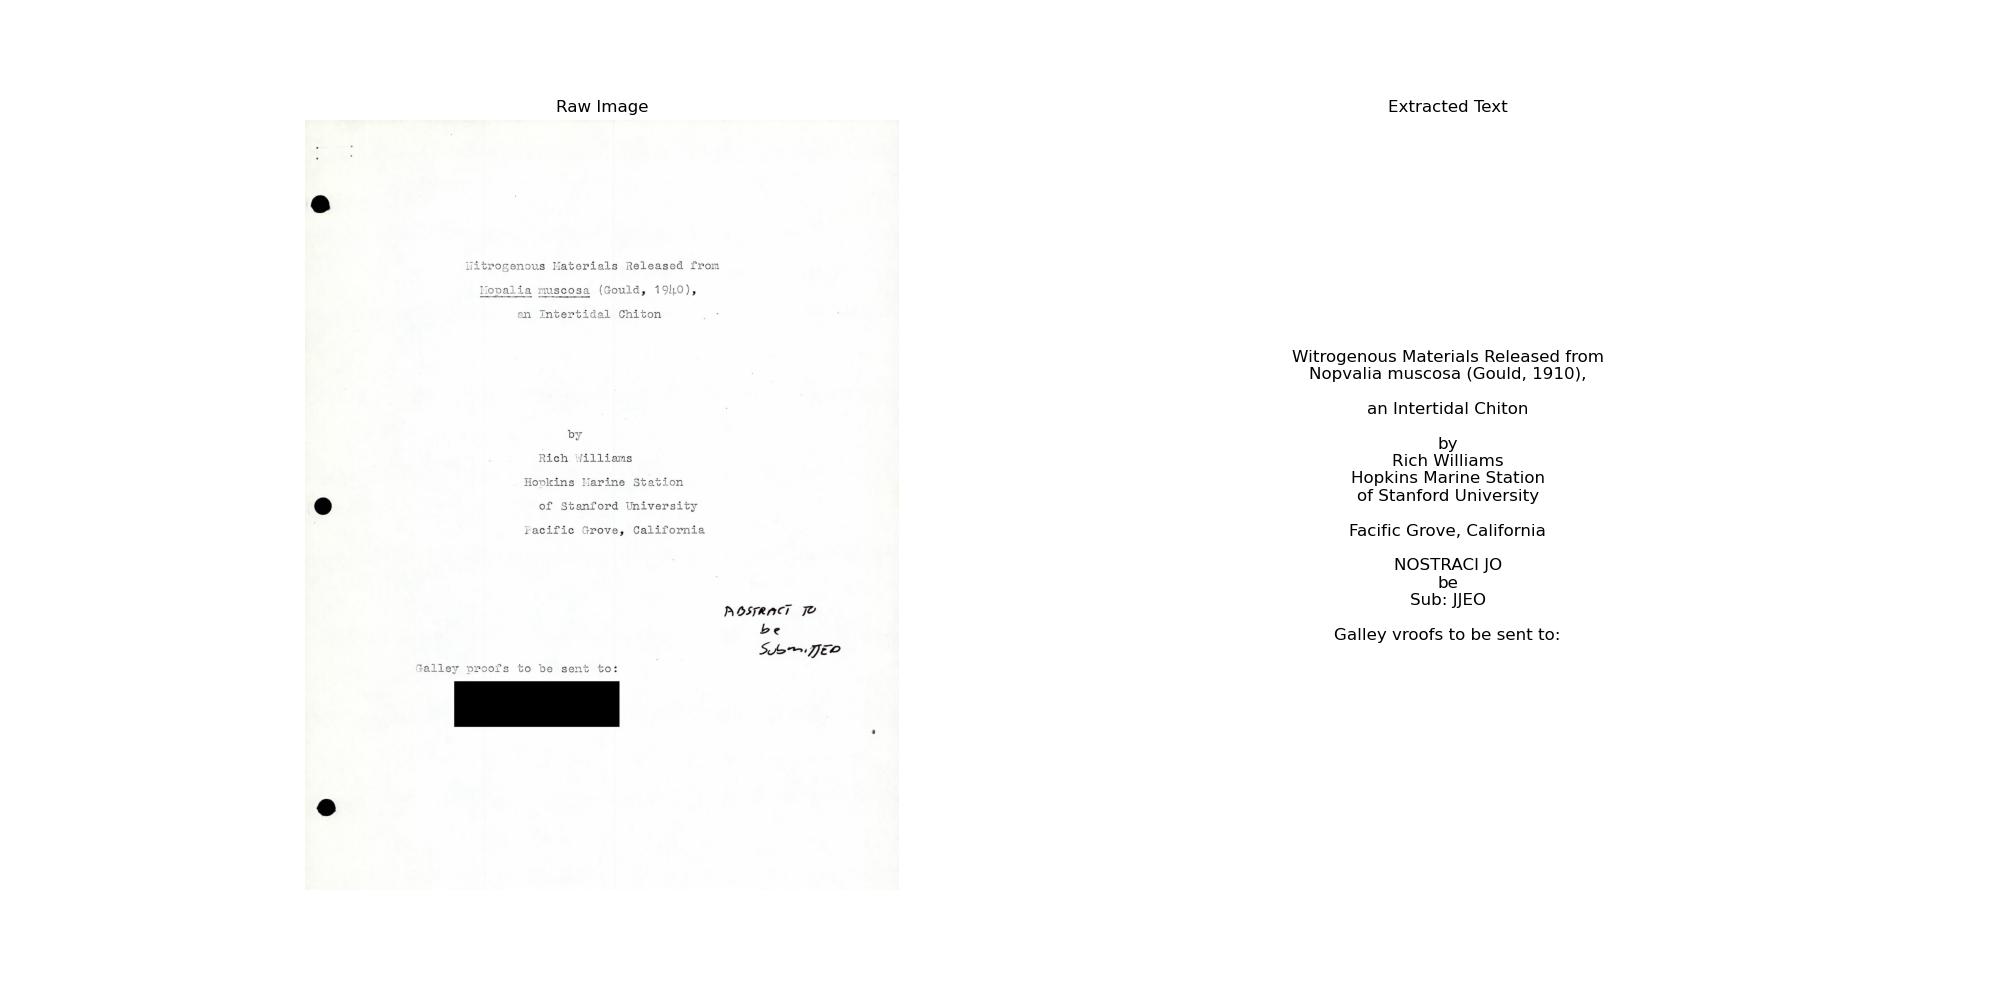 Raw Image
Nitrogenous Materials Released from
Mopalia muscosa (Gould, 1940),
an Intertidal Chiton
by
Rich Williams
Hopkins Marine Station
of Stanford University
Pacific Grove, California
ABSTRACT TO
be
SubmITTED
Galley proofs to be sent to:
Extracted Text
Witrogenous Materials Released from
Nopvalia muscosa (Gould, 1910),
an Intertidal Chiton
by
Rich Williams
Hopkins Marine Station
of Stanford University
Pacific Grove, California
NOSTRACI JO
be
Sub: JJEO
Galley vroofs to be sent to: